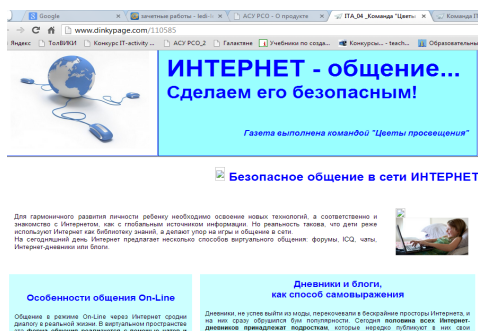 Google
зачетные работы - ledi-
АСУ РСО - О продукте
ITA_04 _Команда "Цветы
Команда IT
www.dinkypage.com/110585
Яндекс
ТолВИКИ
Конкурс IT-activity ...
АСУ РСО_2
Галактяне
Учебники по созда...
Конкурсы... - teach...
Образовательны
ИНТЕРНЕТ - общение...
Сделаем его безопасным!
Газета выполнена командой "Цветы просвещения"
Безопасное общение в сети ИНТЕРНЕТ
Для гармоничного развития личности ребенку необходимо освоение новых технологий, а соответственно и
знакомство с Интернетом, как с глобальным источником информации. Но реальность такова, что дети реже
используют Интернет как библиотеку знаний, а делают упор на игры и общение в сети.
На сегодняшний день Интернет предлагает несколько способов виртуального общения: форумы, ICQ, чаты,
Интернет-дневники или блоги.
Особенности общения On-Line
Общение в режиме On-Line через Интернет сродни
диалогу в реальной жизни. В виртуальном пространстве
Дневники и блоги,
как способ самовыражения
Дневники, не успев выйти из моды, перекочевали в бескрайние просторы Интернета, и
на них сразу обрушился бум популярности. Сегодня половина всех Интернет-
дневников принадлежат подросткам, которые нередко публикуют в них свои